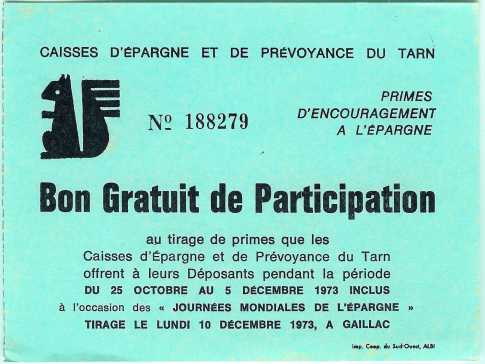 CAISSES D'ÉPARGNE ET DE PRÉVOYANCE DU TARN
Nº 188279
PRIMES
D'ENCOURAGEMENT
A L'ÉPARGNE
Bon Gratuit de Participation
au tirage de primes que les
Caisses d'Épargne et de Prévoyance du Tarn
offrent à leurs Déposants pendant la période
DU 25 OCTOBRE AU 5 DÉCEMBRE 1973 INCLUS
à l'occasion des « JOURNÉES MONDIALES DE L'ÉPARGNE »
TIRAGE LE LUNDI 10 DÉCEMBRE 1973, A GAILLAC
Imp. Coop. du Sud-Ouest, ALBI